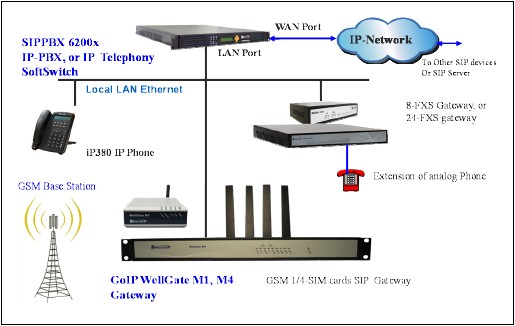 SIPPBX 6200x
IP-PBX, or IP Telephony
SoftSwitch
WAN Port
LAN Port
IP-Network
To Other SIP devices
Or SIP Server
Local LAN Ethernet
8-FXS Gateway, or
24-FXS gateway
iP380 IP Phone
Extension of analog Phone
GSM Base Station
GoIP WellGate M1, M4
Gateway
GSM 1/4-SIM cards SIP Gateway